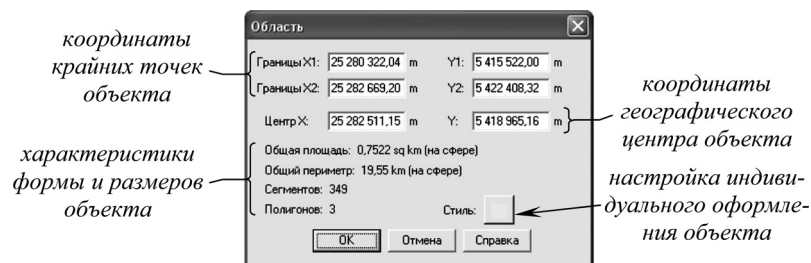 Область
координаты
крайних точек
объекта
Границы X1: 25 280 322,04 m Y1: 5 415 522,00 m
Границы X2: 25 282 669,20 m Y2: 5 422 408,32 m
Центр X: 25 282 511,15 m Y: 5 418 965,16 m
координаты
географического
центра объекта
характеристики
формы и размеров
объекта
Общая площадь: 0,7522 sq km (на сфере)
Общий периметр: 19,55 km (на сфере)
Сегментов: 349
Полигонов: 3 Стиль:
настройка индиви-
дуального оформле-
ния объекта
OK Отмена Справка